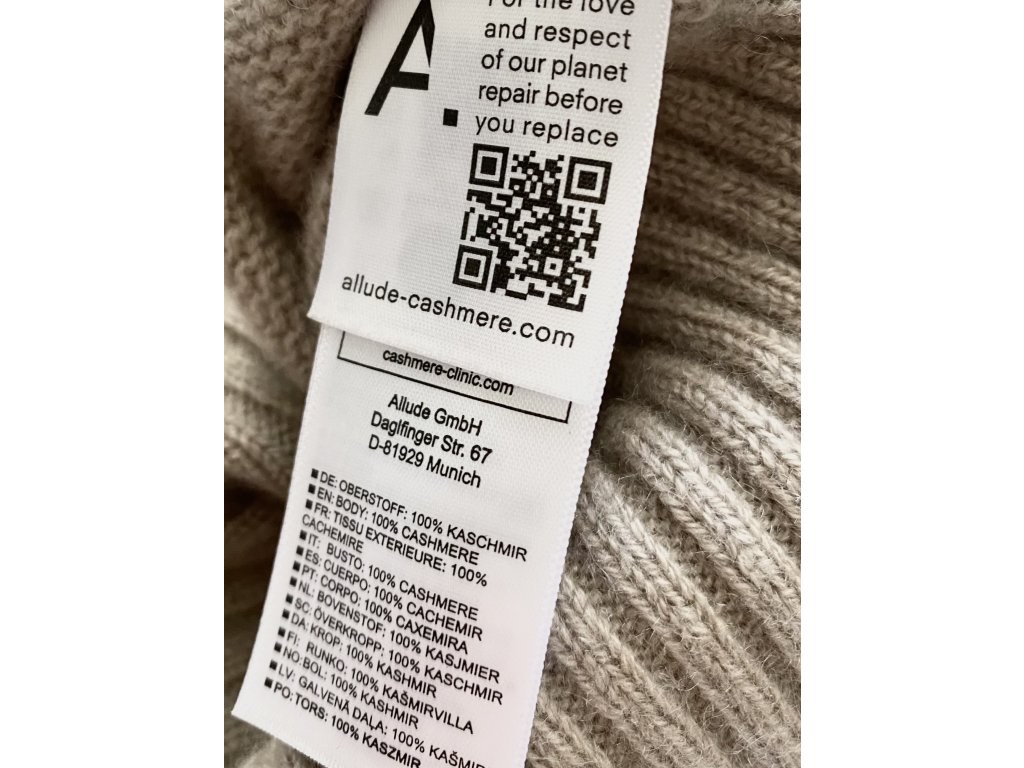 A.
For the love
and respect
of our planet
repair before
you replace
allude-cashmere.com
cashmere-clinic.com
Allude GmbH
Daglfinger Str. 67
D-81929 Munich
DE: OBERSTOFF: 100% KASCHMIR
EN: BODY: 100% CASHMERE
FR: TISSU EXTERIEURE: 100%
CACHEMIRE
IT: BUSTO: 100% CASHMERE
ES: CUERPO: 100% CACHEMIR
PT: CORPO: 100% CAXEMIRA
NL: BOVENSTOF: 100% KASJMIER
SC: ÖVERKROPP: 100% KASCHMIR
DA: KROP: 100% KASHMIR
FI: RUNKO: 100% KAŠMIRVILLA
NO: BOL: 100% KASHMIR
LV: GALVENĀ DAĻA: 100% KAŠMIR
PO: TORS: 100% KASZMIR